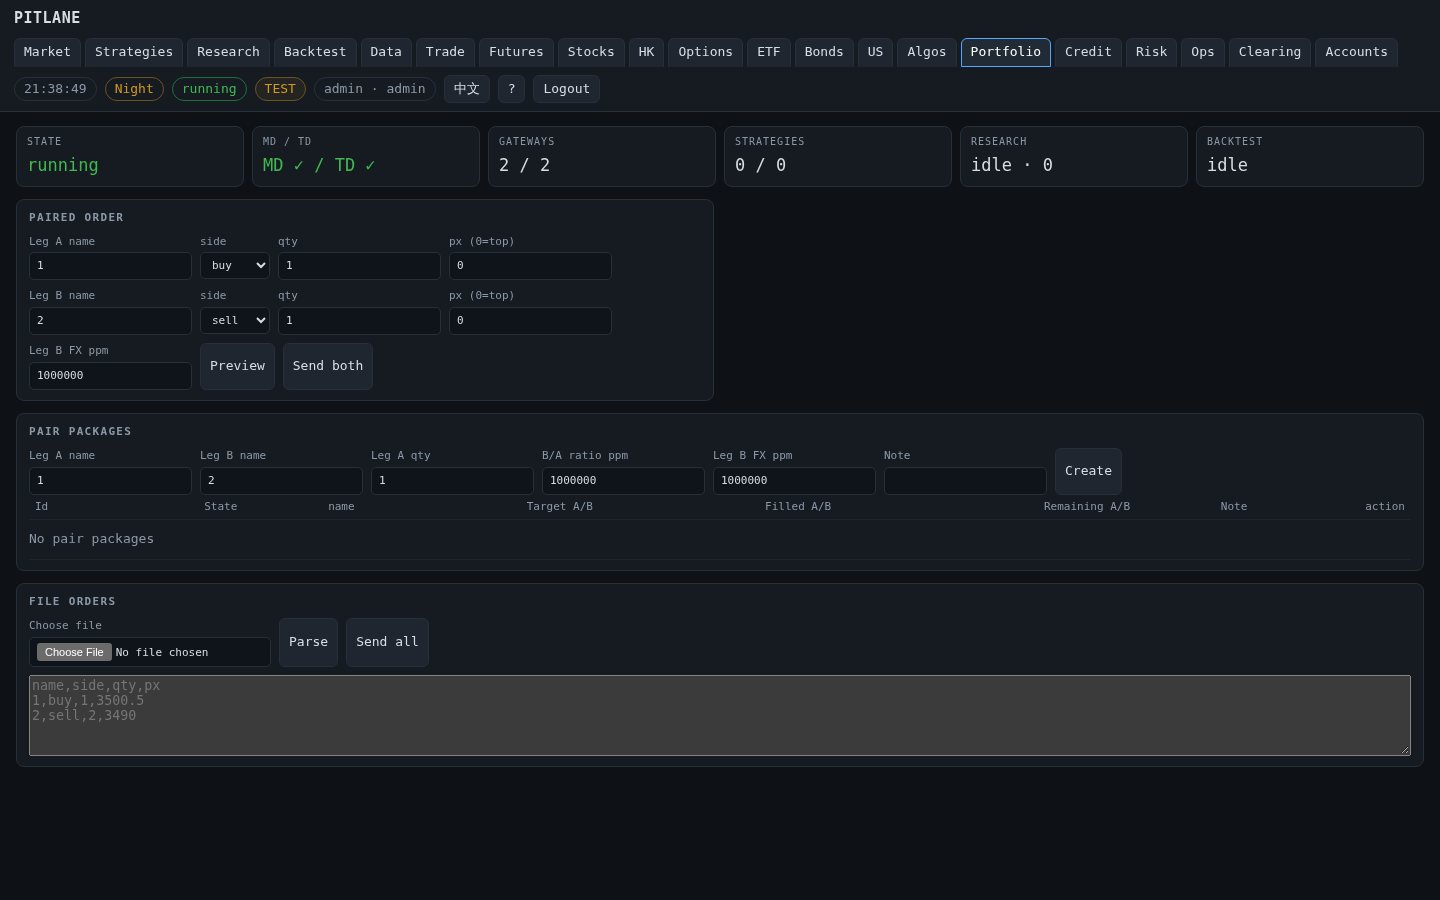 PITLANE
Market Strategies Research Backtest Data Trade Futures Stocks HK Options ETF Bonds US Algos Portfolio Credit Risk Ops Clearing Accounts
21:38:49 Night running TEST admin · admin 中文 ? Logout
STATE MD / TD GATEWAYS STRATEGIES RESEARCH BACKTEST
running MD ✓ / TD ✓ 2 / 2 0 / 0 idle · 0 idle
PAIRED ORDER
Leg A name side qty px (0=top)
1 buy 1 0
Leg B name side qty px (0=top)
2 sell 1 0
Leg B FX ppm
1000000 Preview Send both
PAIR PACKAGES
Leg A name Leg B name Leg A qty B/A ratio ppm Leg B FX ppm Note
1 2 1 1000000 1000000 Create
Id State name Target A/B Filled A/B Remaining A/B Note action
No pair packages
FILE ORDERS
Choose file
Choose File No file chosen Parse Send all
name,side,qty,px
1,buy,1,3500.5
2,sell,2,3490